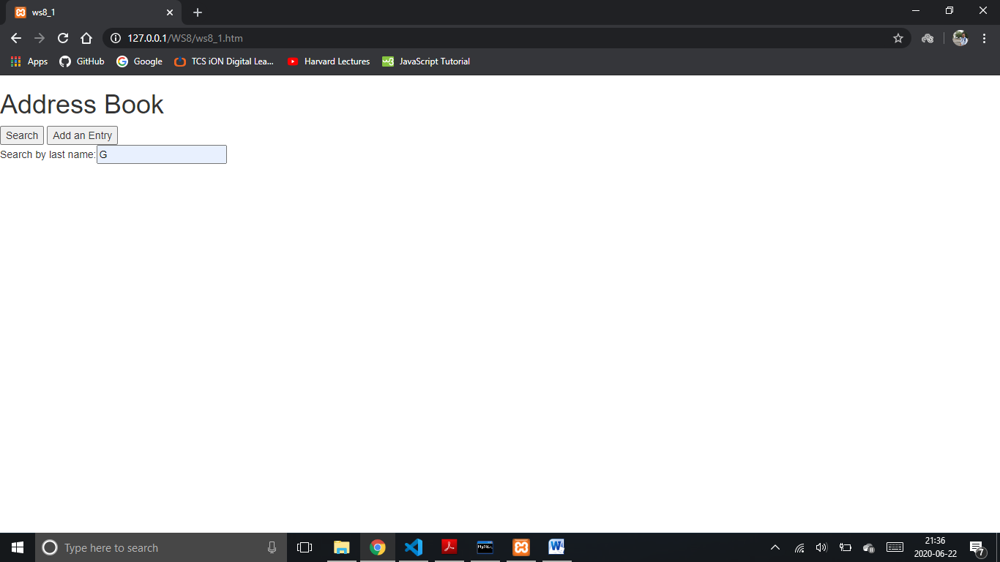 ws8_1
127.0.0.1/WS8/ws8_1.htm
Apps GitHub Google TCS iON Digital Lea... Harvard Lectures JavaScript Tutorial
Address Book
Search Add an Entry
Search by last name: G
Type here to search
21:36
2020-06-22
7